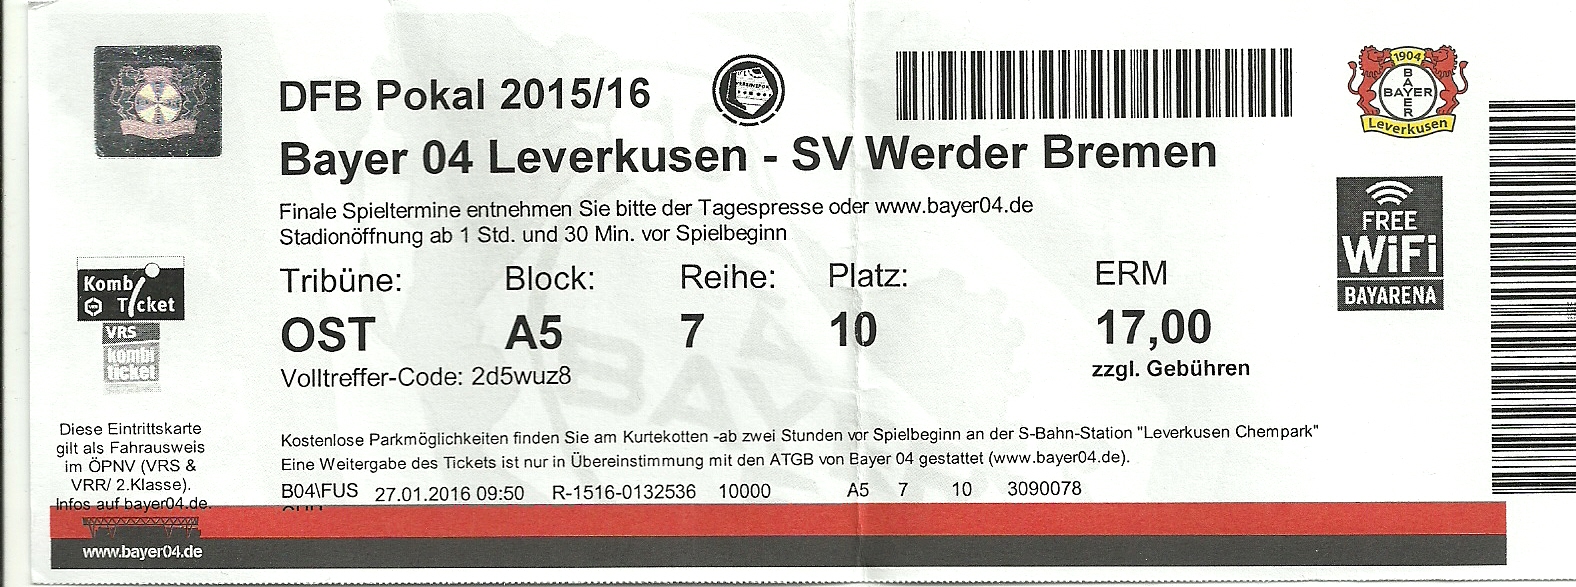 DFB Pokal 2015/16
Bayer 04 Leverkusen - SV Werder Bremen
Finale Spieltermine entnehmen Sie bitte der Tagespresse oder www.bayer04.de
Stadionöffnung ab 1 Std. und 30 Min. vor Spielbeginn
Tribüne: Block: Reihe: Platz: ERM
OST A5 7 10 17,00
zzgl. Gebühren
Volltreffer-Code: 2d5wuz8
Kostenlose Parkmöglichkeiten finden Sie am Kurtekotten -ab zwei Stunden vor Spielbeginn an der S-Bahn-Station "Leverkusen Chempark"
Eine Weitergabe des Tickets ist nur in Übereinstimmung mit den ATGB von Bayer 04 gestattet (www.bayer04.de).
B04\FUS 27.01.2016 09:50 R-1516-0132536 10000 A5 7 10 3090078
Kombi
Ticket
VRS
kombi
ticket
Diese Eintrittskarte
gilt als Fahrausweis
im ÖPNV (VRS &
VRR/ 2.Klasse).
Infos auf bayer04.de.
www.bayer04.de
1904
BAYER
BAYER
Leverkusen
FREE
WiFi
BAYARENA